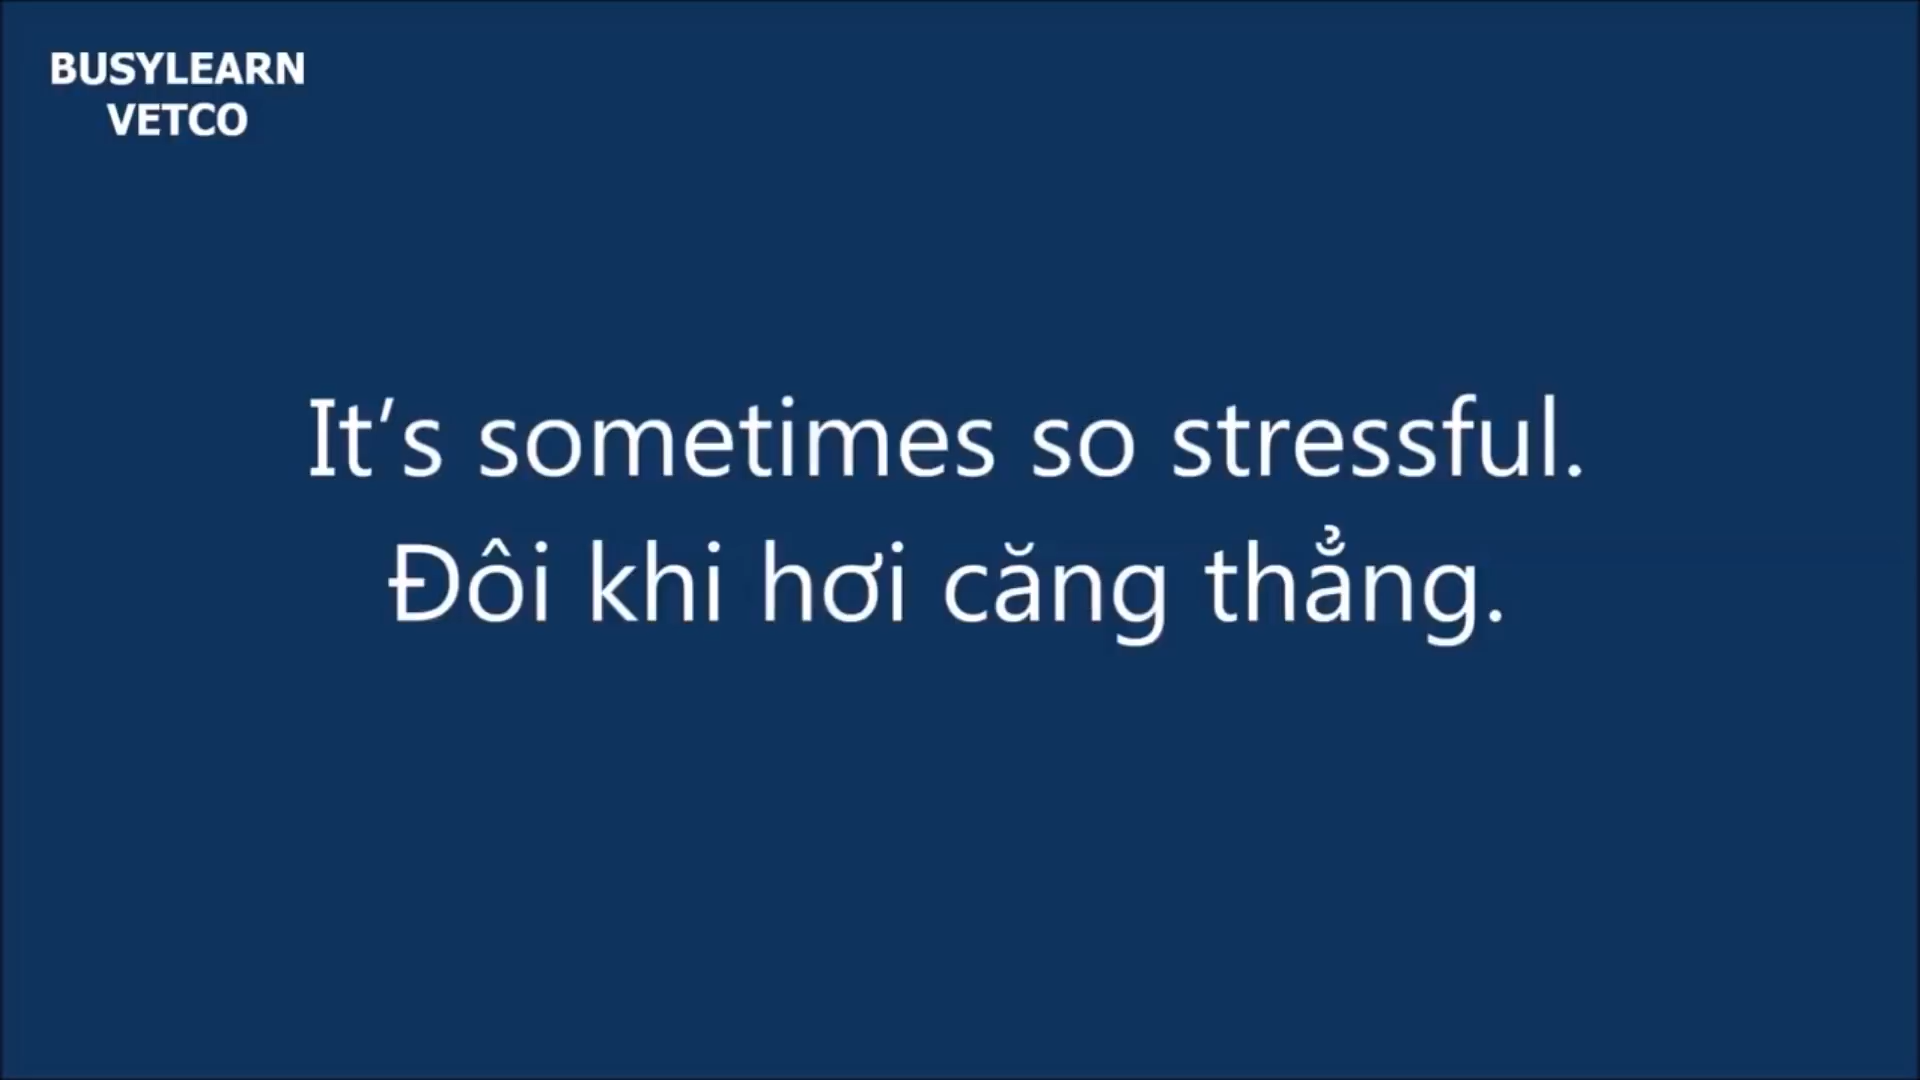 BUSYLEARN
VETCO
It’s sometimes so stressful.
Đôi khi hơi căng thẳng.